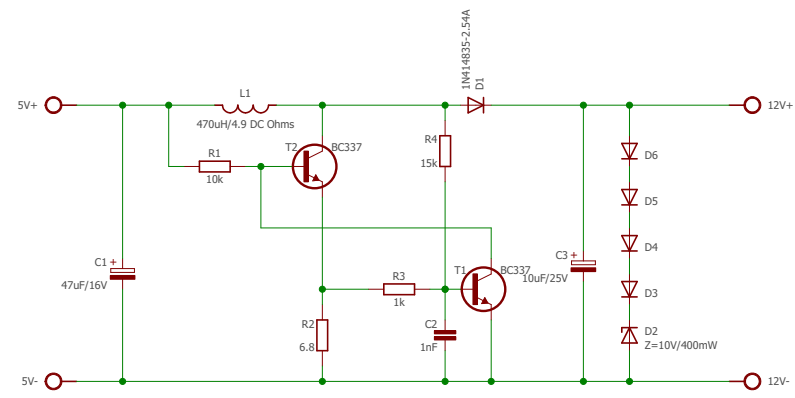 1N414835-2.54A
D1
5V+
L1
470uH/4.9 DC Ohms
12V+
R1
10k
T2
BC337
R4
15k
D6
D5
D4
D3
D2
Z=10V/400mW
C1
+
47uF/16V
R3
1k
T1
BC337
C3
+
10uF/25V
R2
6.8
C2
1nF
5V-
12V-